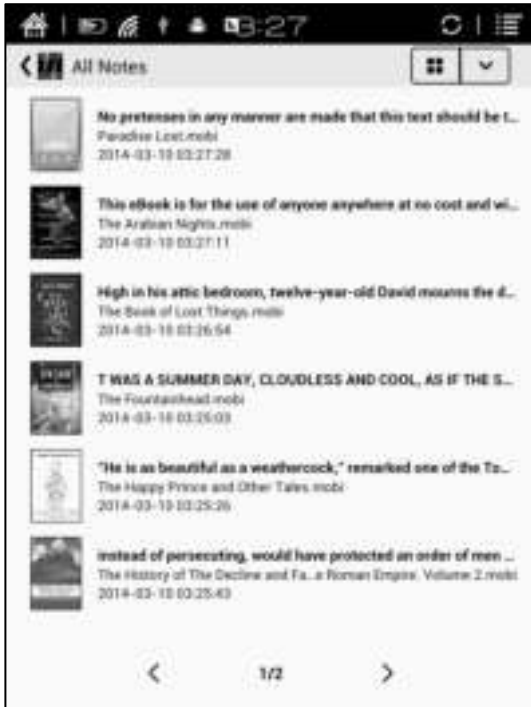 3:27
All Notes
No pretenses in any manner are made that this text should be t...
Paradise Lost.mobi
2014-03-10 03:27:28
This eBook is for the use of anyone anywhere at no cost and wi...
The Arabian Nights.mobi
2014-03-10 03:27:11
High in his attic bedroom, twelve-year-old David mourns the d...
The Book of Lost Things.mobi
2014-03-10 03:26:54
T WAS A SUMMER DAY, CLOUDLESS AND COOL, AS IF THE S...
The Fountainhead.mobi
2014-03-10 03:25:03
"He is as beautiful as a weathercock," remarked one of the To...
The Happy Prince and Other Tales.mobi
2014-03-10 03:25:26
instead of persecuting, would have protected an order of men ...
The History of The Decline and Fa...e Roman Empire. Volume 2.mobi
2014-03-10 03:25:43
1/2